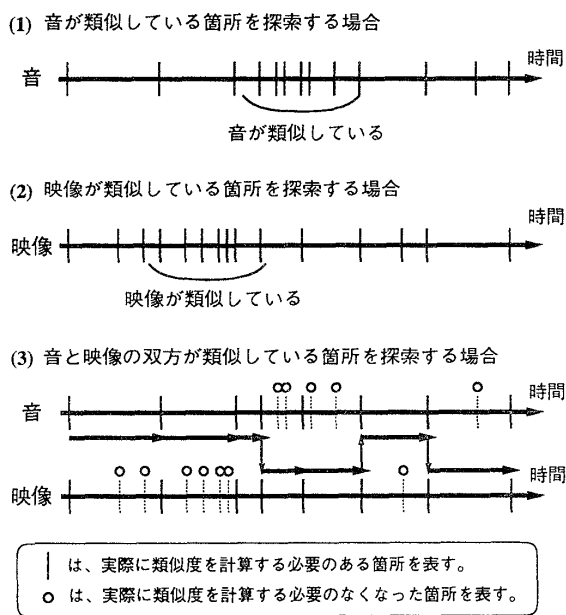 (1) 音が類似している箇所を探索する場合
時間
音
音が類似している
(2) 映像が類似している箇所を探索する場合
時間
映像
映像が類似している
(3) 音と映像の双方が類似している箇所を探索する場合
時間
音
時間
映像
| は、実際に類似度を計算する必要のある箇所を表す。
○ は、実際に類似度を計算する必要のなくなった箇所を表す。